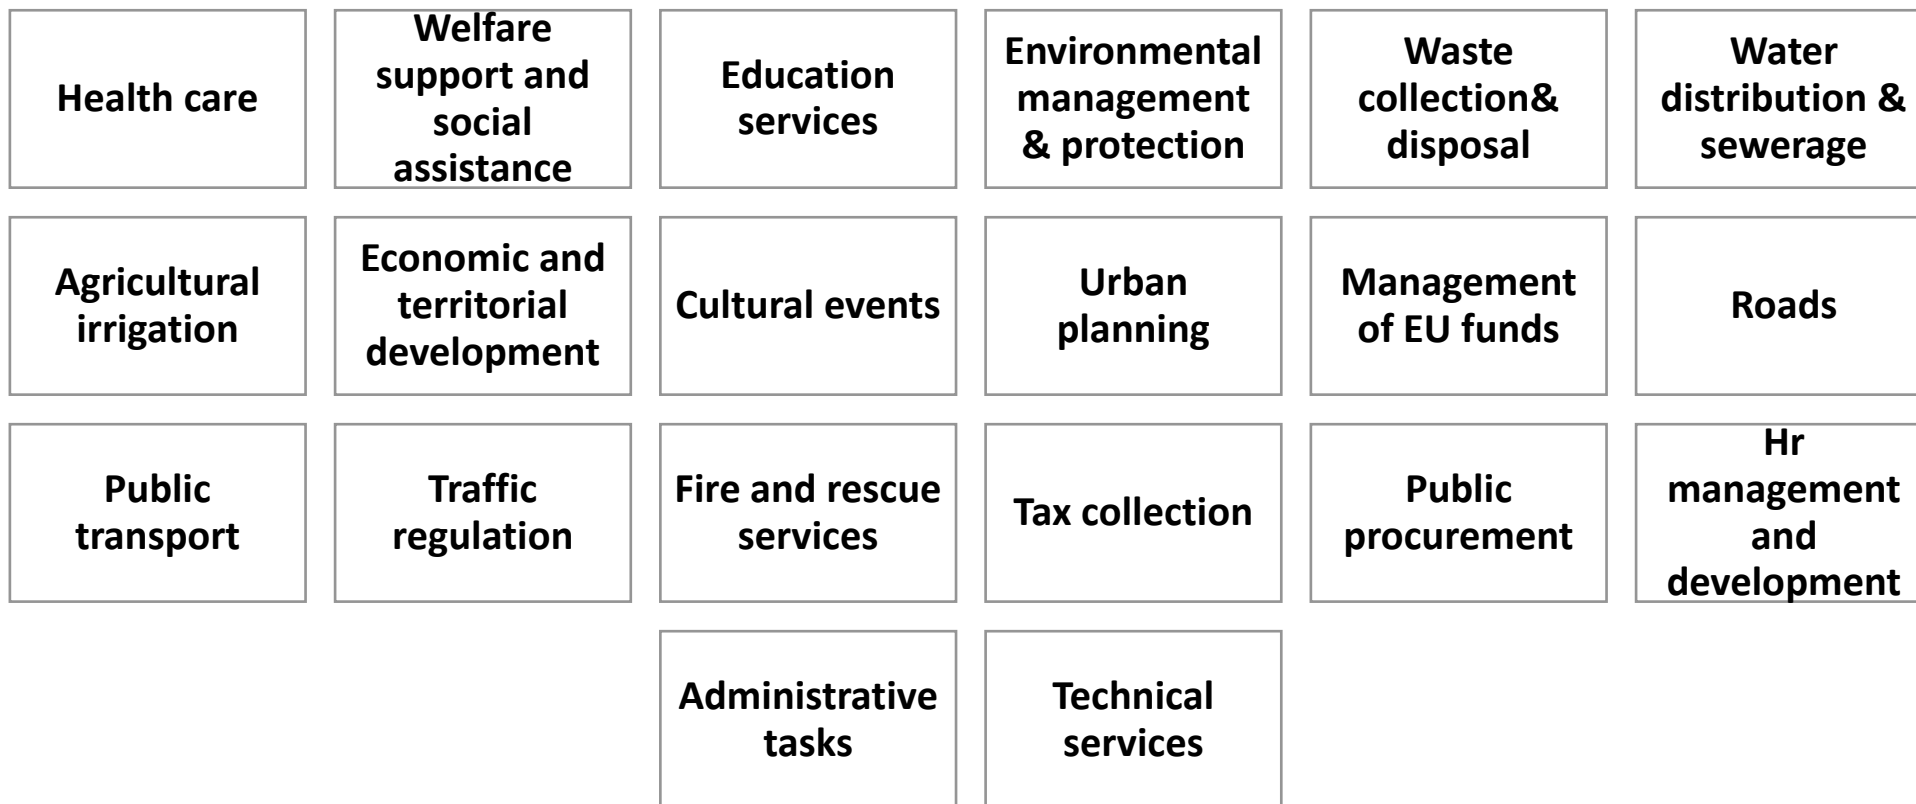 Health care
Welfare
support and
social
assistance
Education
services
Environmental
management
& protection
Waste
collection&
disposal
Water
distribution &
sewerage
Agricultural
irrigation
Economic and
territorial
development
Cultural events
Urban
planning
Management
of EU funds
Roads
Public
transport
Traffic
regulation
Fire and rescue
services
Tax collection
Public
procurement
Hr
management
and
development
Administrative
tasks
Technical
services